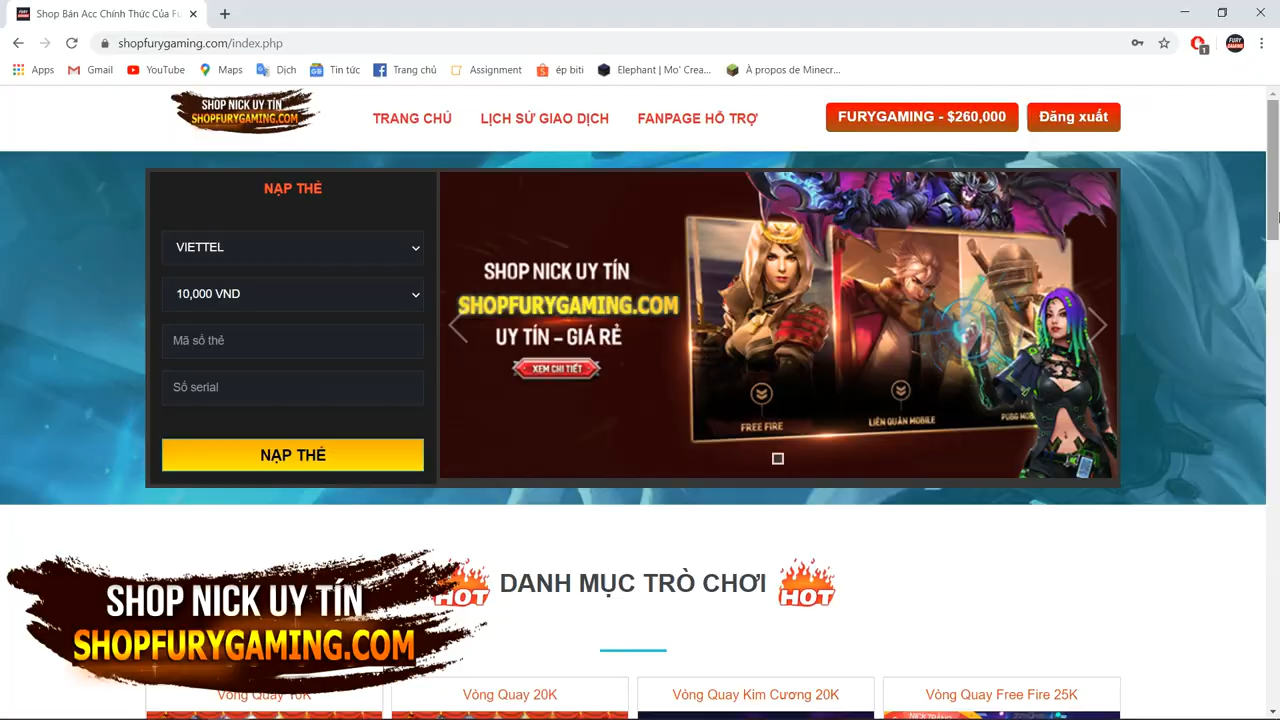 Shop Bán Acc Chính Thức Của Fu
shopfurygaming.com/index.php
Apps
Gmail
YouTube
Maps
Dịch
Tin tức
Trang chủ
Assignment
ép biti
Elephant | Mo' Crea...
À propos de Minecr...
SHOP NICK UY TÍN
SHOPFURYGAMING.COM
TRANG CHỦ
LỊCH SỬ GIAO DỊCH
FANPAGE HỖ TRỢ
FURYGAMING - $260,000
Đăng xuất
NẠP THẺ
VIETTEL
10,000 VND
Mã số thẻ
Số serial
NẠP THẺ
SHOP NICK UY TÍN
SHOPFURYGAMING.COM
UY TÍN – GIÁ RẺ
XEM CHI TIẾT
FREE FIRE
LIÊN QUÂN MOBILE
PUBG MOB
HOT
DANH MỤC TRÒ CHƠI
HOT
SHOP NICK UY TÍN
SHOPFURYGAMING.COM
Vòng Quay 10K
Vòng Quay 20K
Vòng Quay Kim Cương 20K
Vòng Quay Free Fire 25K